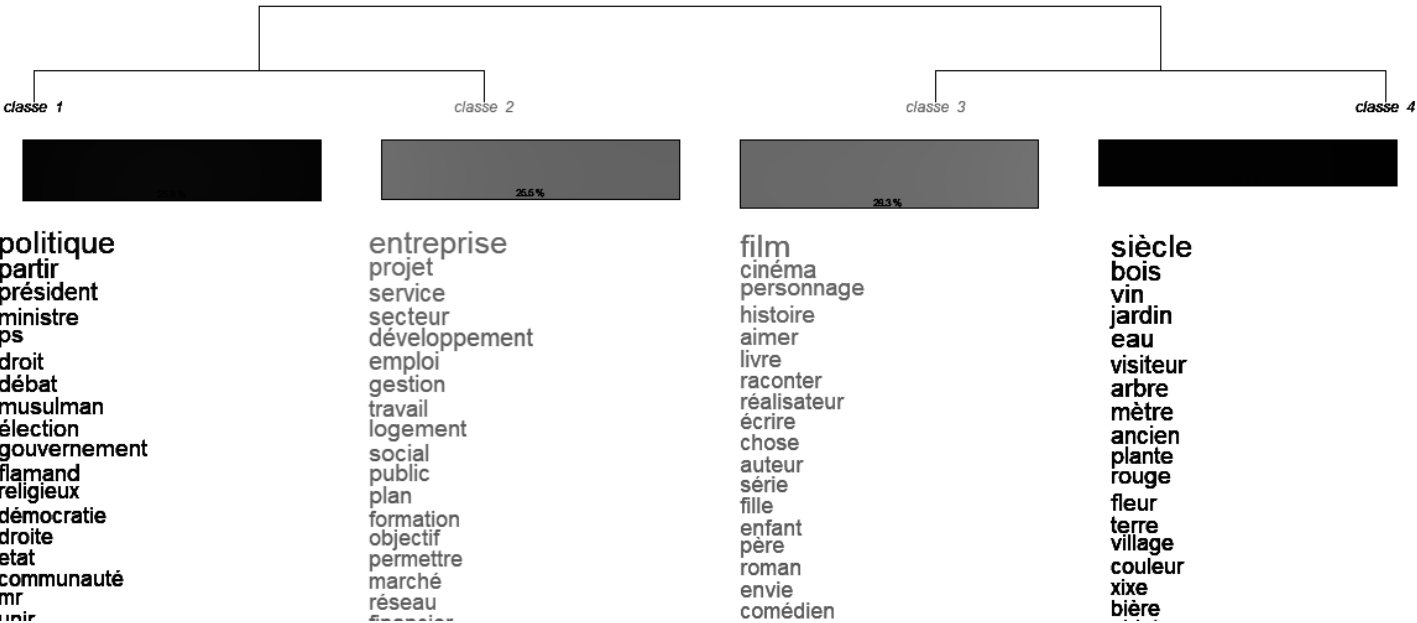 classe 1
classe 2
classe 3
classe 4
25.5 %
politique
partir
président
ministre
ps
droit
débat
musulman
élection
gouvernement
flamand
religieux
démocratie
droite
etat
communauté
mr
entreprise
projet
service
secteur
développement
emploi
gestion
travail
logement
social
public
plan
formation
objectif
permettre
marché
réseau
film
cinéma
personnage
histoire
aimer
livre
raconter
réalisateur
écrire
chose
auteur
série
fille
enfant
père
roman
envie
comédien
siècle
bois
vin
jardin
eau
visiteur
arbre
mètre
ancien
plante
rouge
fleur
terre
village
couleur
xixe
bière